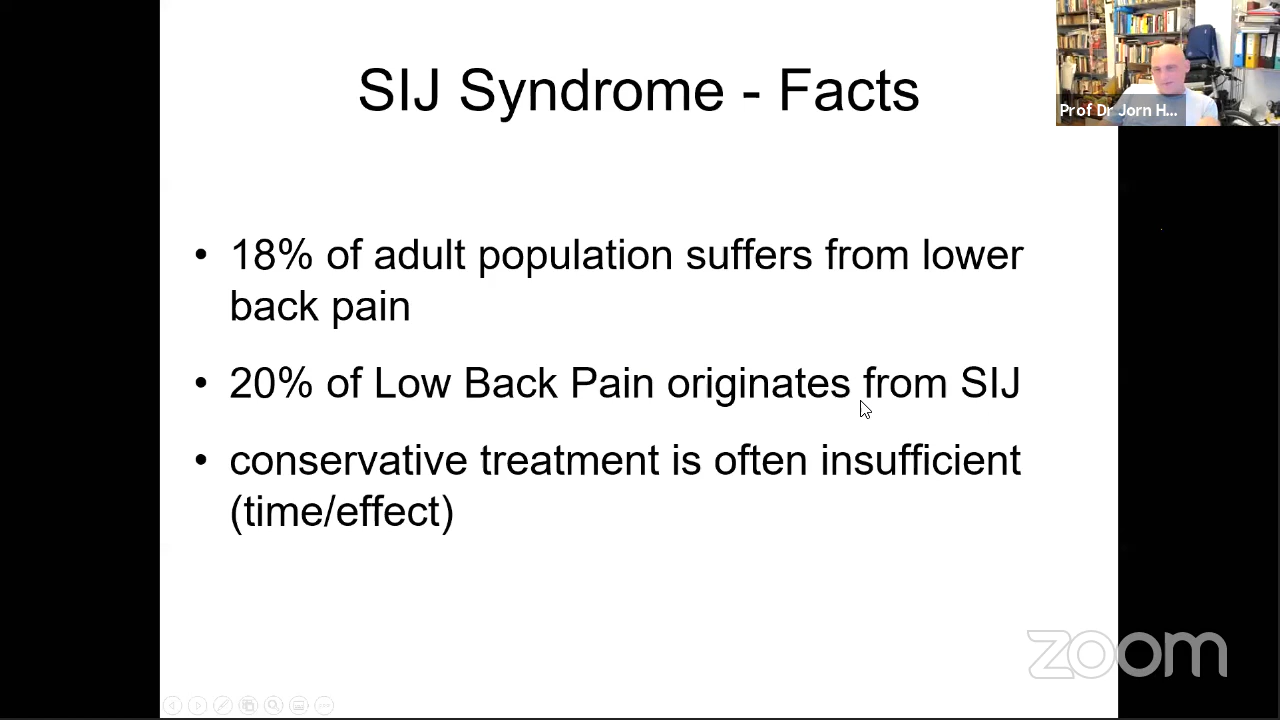 SIJ Syndrome - Facts
Prof Dr Jorn H...
• 18% of adult population suffers from lower
back pain
• 20% of Low Back Pain originates from SIJ
• conservative treatment is often insufficient
(time/effect)
zoom